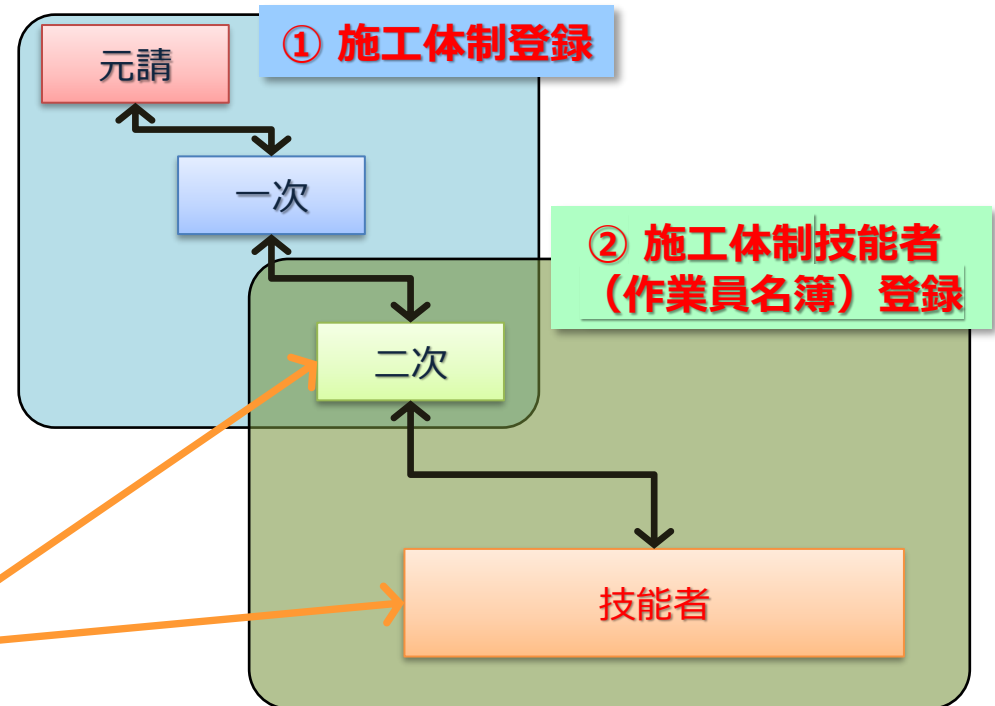 ① 施工体制登録
元請
一次
② 施工体制技能者
（作業員名簿）登録
二次
技能者